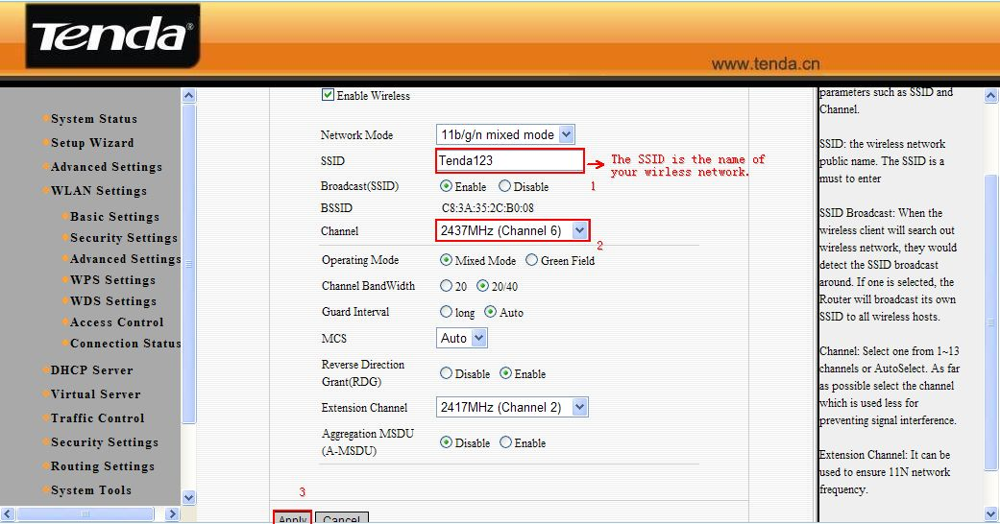 Tenda®
www.tenda.cn
System Status
Setup Wizard
Advanced Settings
WLAN Settings
Basic Settings
Security Settings
Advanced Settings
WPS Settings
WDS Settings
Access Control
Connection Status
DHCP Server
Virtual Server
Traffic Control
Security Settings
Routing Settings
System Tools
Enable Wireless
Network Mode 11b/g/n mixed mode
SSID Tenda123
The SSID is the name of
your wirless network.
Broadcast(SSID) Enable Disable 1
BSSID C8:3A:35:2C:B0:08
Channel 2437MHz (Channel 6)
2
Operating Mode Mixed Mode Green Field
Channel BandWidth 20 20/40
Guard Interval long Auto
MCS Auto
Reverse Direction
Grant(RDG) Disable Enable
Extension Channel 2417MHz (Channel 2)
Aggregation MSDU
(A-MSDU) Disable Enable
3
Apply Cancel
parameters such as SSID and
Channel.
SSID: the wireless network
public name. The SSID is a
must to enter
SSID Broadcast: When the
wireless client will search out
wireless network, they would
detect the SSID broadcast
around. If one is selected, the
Router will broadcast its own
SSID to all wireless hosts.
Channel: Select one from 1~13
channels or AutoSelect. As far
as possible select the channel
which is used less for
preventing signal interference.
Extension Channel: It can be
used to ensure 11N network
frequency.